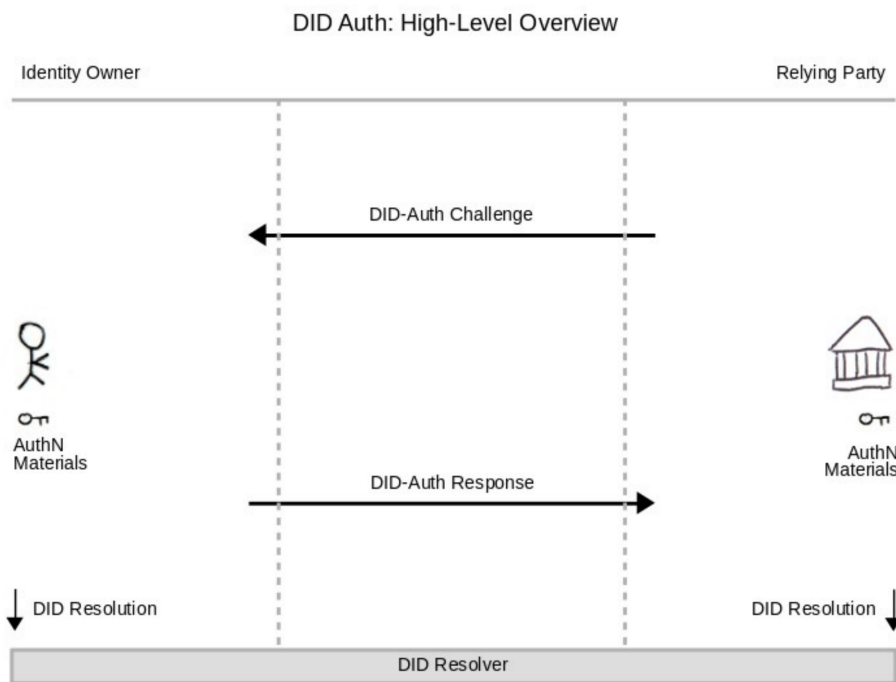 DID Auth: High-Level Overview
Identity Owner
Relying Party
DID-Auth Challenge
AuthN
Materials
AuthN
Materials
DID-Auth Response
DID Resolution
DID Resolution
DID Resolver